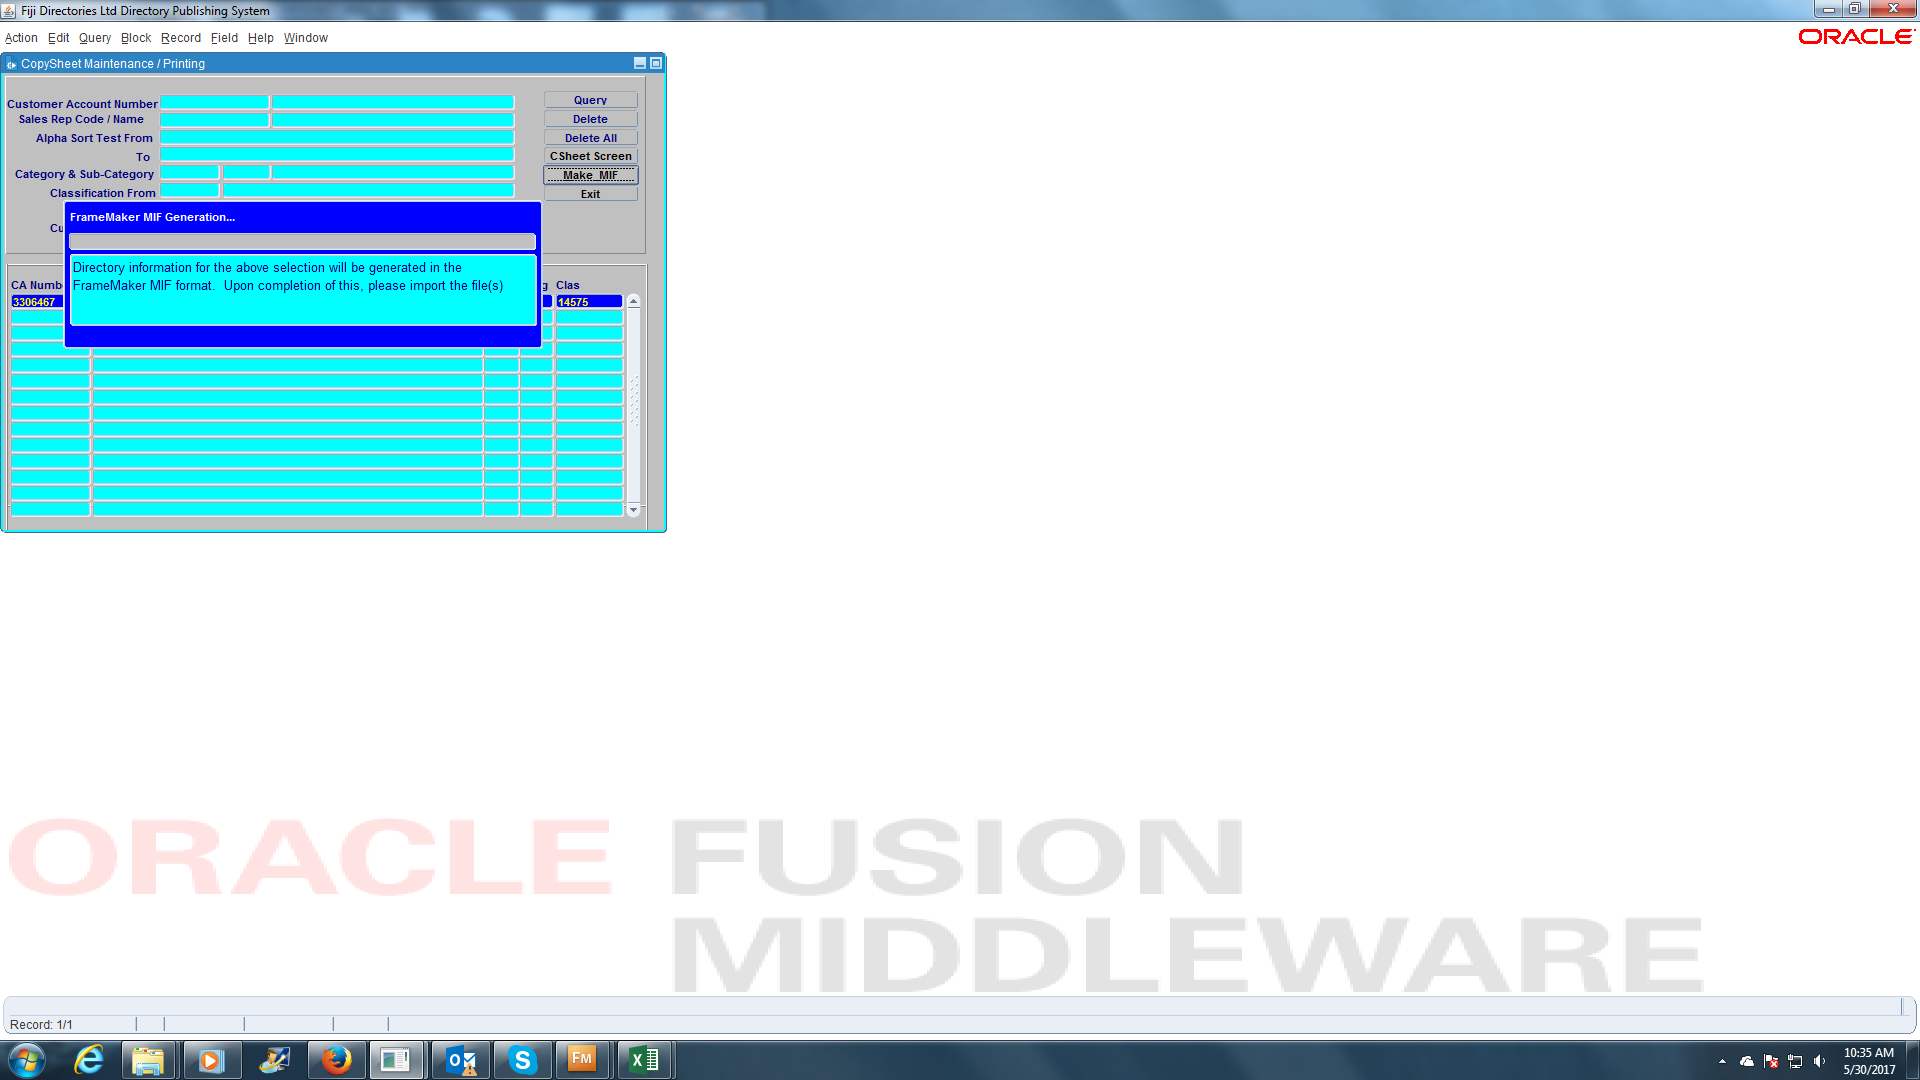 Fiji Directories Ltd Directory Publishing System
Action Edit Query Block Record Field Help Window
ORACLE
CopySheet Maintenance / Printing
Customer Account Number
Query
Sales Rep Code / Name
Delete
Alpha Sort Test From
Delete All
To
CSheet Screen
Category & Sub-Category
Make_MIF
Classification From
Exit
FrameMaker MIF Generation...
Cu
Directory information for the above selection will be generated in the
FrameMaker MIF format.  Upon completion of this, please import the file(s)
CA Numb
g Clas
3306467
14575
ORACLE FUSION
MIDDLEWARE
Record: 1/1
FM
10:35 AM
5/30/2017